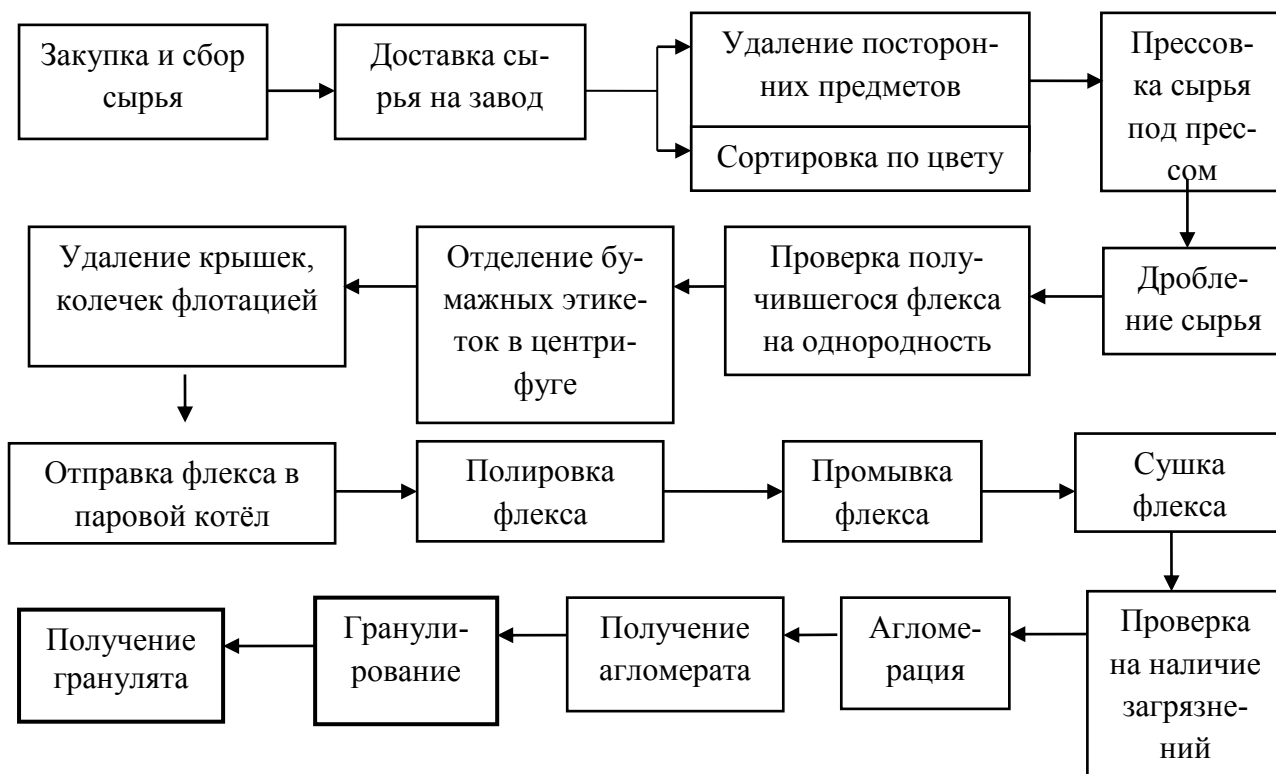 Закупка и сбор
сырья
Доставка сы-
рья на завод
Удаление посторон-
них предметов
Сортировка по цвету
Прессов-
ка сырья
под прес-
сом
Дробле-
ние сырья
Проверка полу-
чившегося флекса
на однородность
Отделение бу-
мажных этике-
ток в центри-
фуге
Удаление крышек,
колечек флотацией
Отправка флекса в
паровой котёл
Полировка
флекса
Промывка
флекса
Сушка
флекса
Проверка
на наличие
загрязне-
ний
Агломе-
рация
Получение
агломерата
Гранули-
рование
Получение
гранулята